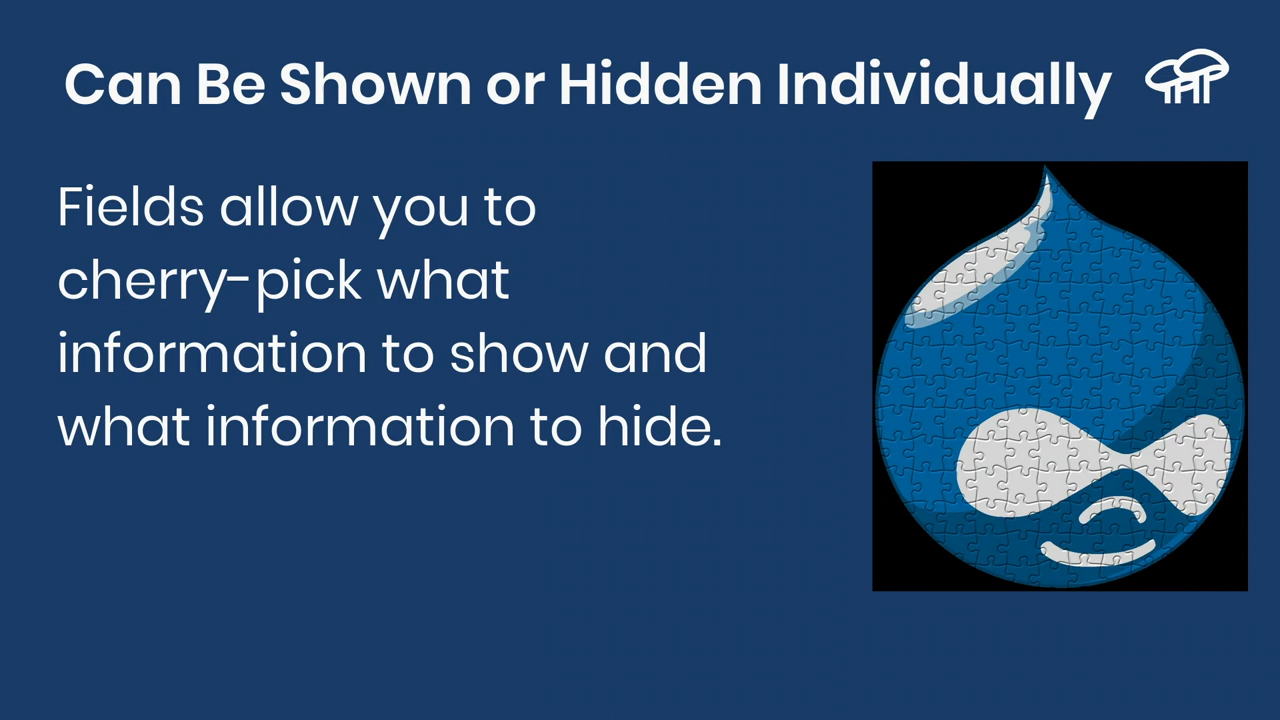 Can Be Shown or Hidden Individually
Fields allow you to
cherry-pick what
information to show and
what information to hide.